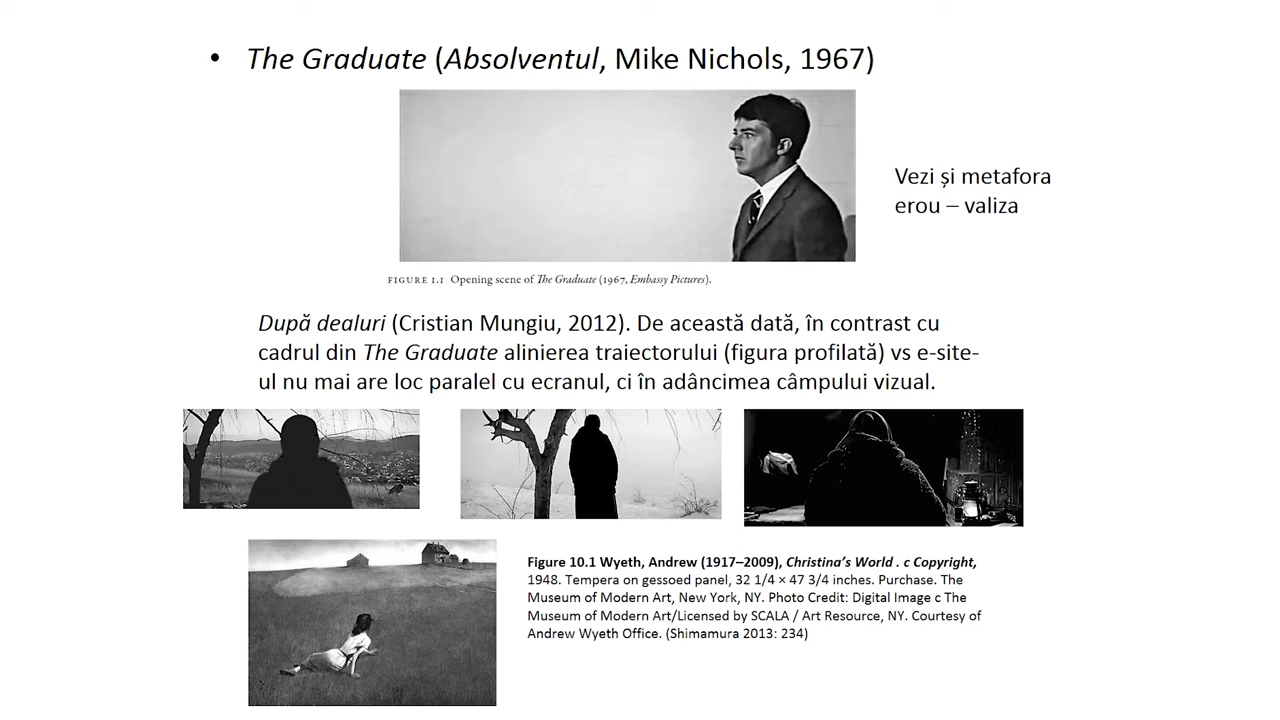 • The Graduate (Absolventul, Mike Nichols, 1967)
Vezi și metafora
erou – valiza
FIGURE 1.1 Opening scene of The Graduate (1967, Embassy Pictures).
După dealuri (Cristian Mungiu, 2012). De această dată, în contrast cu
cadrul din The Graduate alinierea traiectorului (figura profilată) vs e-site-
ul nu mai are loc paralel cu ecranul, ci în adâncimea câmpului vizual.
Figure 10.1 Wyeth, Andrew (1917–2009), Christina’s World . c Copyright,
1948. Tempera on gessoed panel, 32 1/4 × 47 3/4 inches. Purchase. The
Museum of Modern Art, New York, NY. Photo Credit: Digital Image c The
Museum of Modern Art/Licensed by SCALA / Art Resource, NY. Courtesy of
Andrew Wyeth Office. (Shimamura 2013: 234)